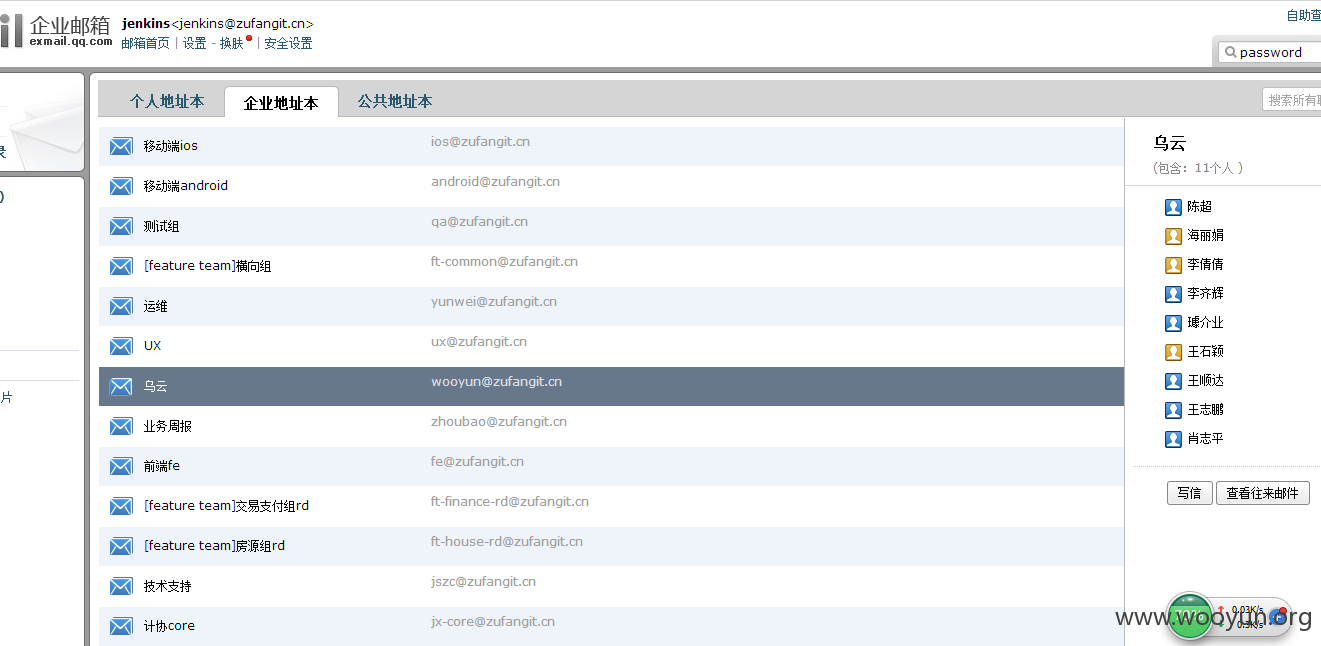 企业邮箱
exmail.qq.com
jenkins<jenkins@zufangit.cn>
邮箱首页 | 设置 - 换肤 | 安全设置
自助查
password
个人地址本 企业地址本 公共地址本
搜索所有联
移动端ios ios@zufangit.cn
移动端android android@zufangit.cn
测试组 qa@zufangit.cn
[feature team]横向组 ft-common@zufangit.cn
运维 yunwei@zufangit.cn
UX ux@zufangit.cn
乌云 wooyun@zufangit.cn
业务周报 zhoubao@zufangit.cn
前端fe fe@zufangit.cn
[feature team]交易支付组rd ft-finance-rd@zufangit.cn
[feature team]房源组rd ft-house-rd@zufangit.cn
技术支持 jszc@zufangit.cn
计协core jx-core@zufangit.cn
片
乌云
(包含：11个人 )
陈超
海丽娟
李倩倩
李齐辉
璩介业
王石颖
王顺达
王志鹏
肖志平
写信 查看往来邮件
0.03K/s
0.3K/s
www.wooyun.org